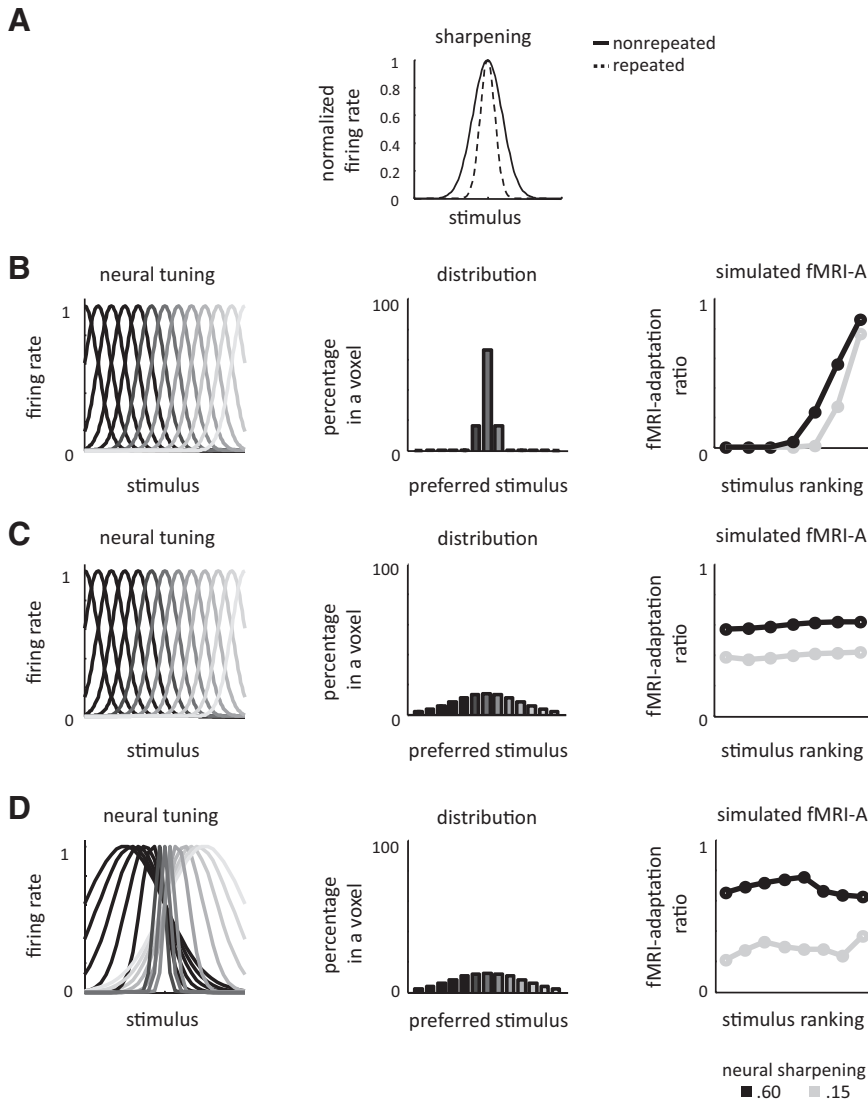 A
sharpening
nonrepeated
repeated
normalized
firing rate
1
0.8
0.6
0.4
0.2
0
stimulus
B
neural tuning
firing rate
1
0
stimulus
distribution
percentage
in a voxel
100
0
preferred stimulus
simulated fMRI-A
fMRI-adaptation
ratio
1
0
stimulus ranking
C
neural tuning
firing rate
1
0
stimulus
distribution
percentage
in a voxel
100
0
preferred stimulus
simulated fMRI-A
fMRI-adaptation
ratio
1
0
stimulus ranking
D
neural tuning
firing rate
1
0
stimulus
distribution
percentage
in a voxel
100
0
preferred stimulus
simulated fMRI-A
fMRI-adaptation
ratio
1
0
stimulus ranking
neural sharpening
.60 .15